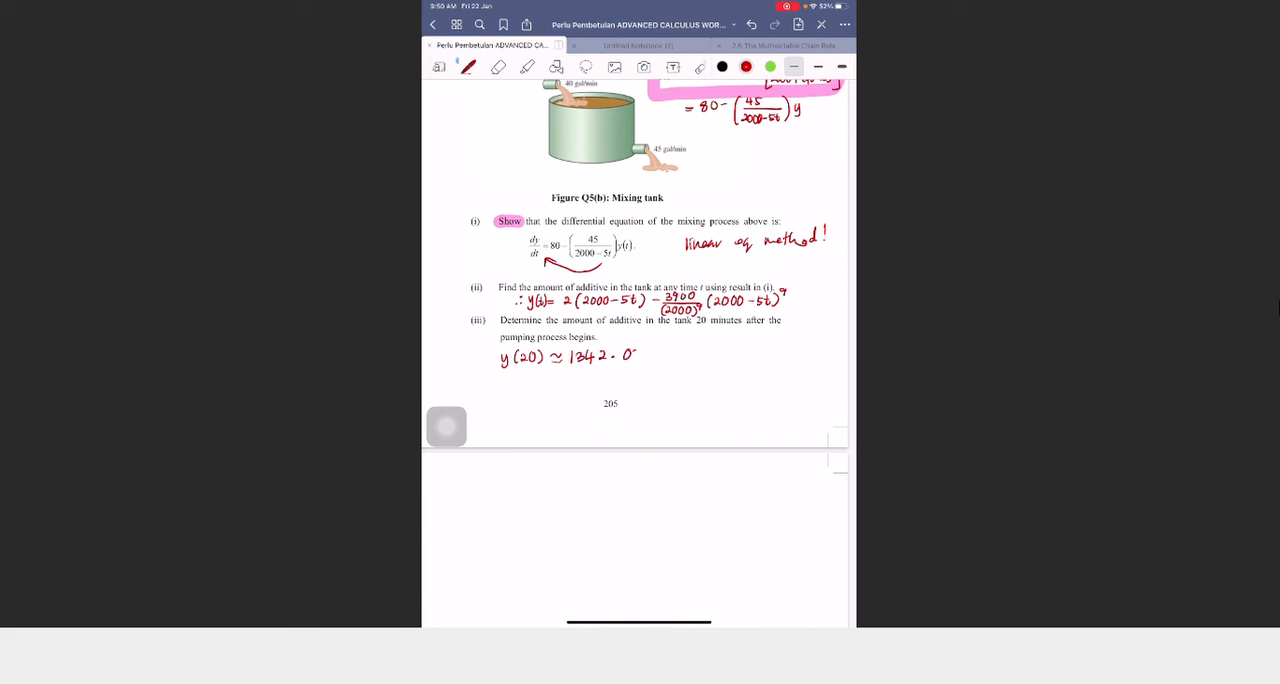 9:50 AM Fri 22 Jan 52%
Perlu Pembetulan ADVANCED CALCULUS WOR...
Perlu Pembetulan ADVANCED CA... Untitled Notebook (2) 2.6 The Multivariable Chain Rule
40 gal/min
= 80 - (45/2000-5t) y
45 gal/min
Figure Q5(b): Mixing tank
(i) Show that the differential equation of the mixing process above is:
dy/dt = 80 - (45/2000 - 5t) y(t).
linear eq method!
(ii) Find the amount of additive in the tank at any time t using result in (i).
∴ y(t) = 2(2000-5t) - 3900/(2000)^9 (2000-5t)^9
(iii) Determine the amount of additive in the tank 20 minutes after the
pumping process begins.
y(20) ≃ 1342.0
205